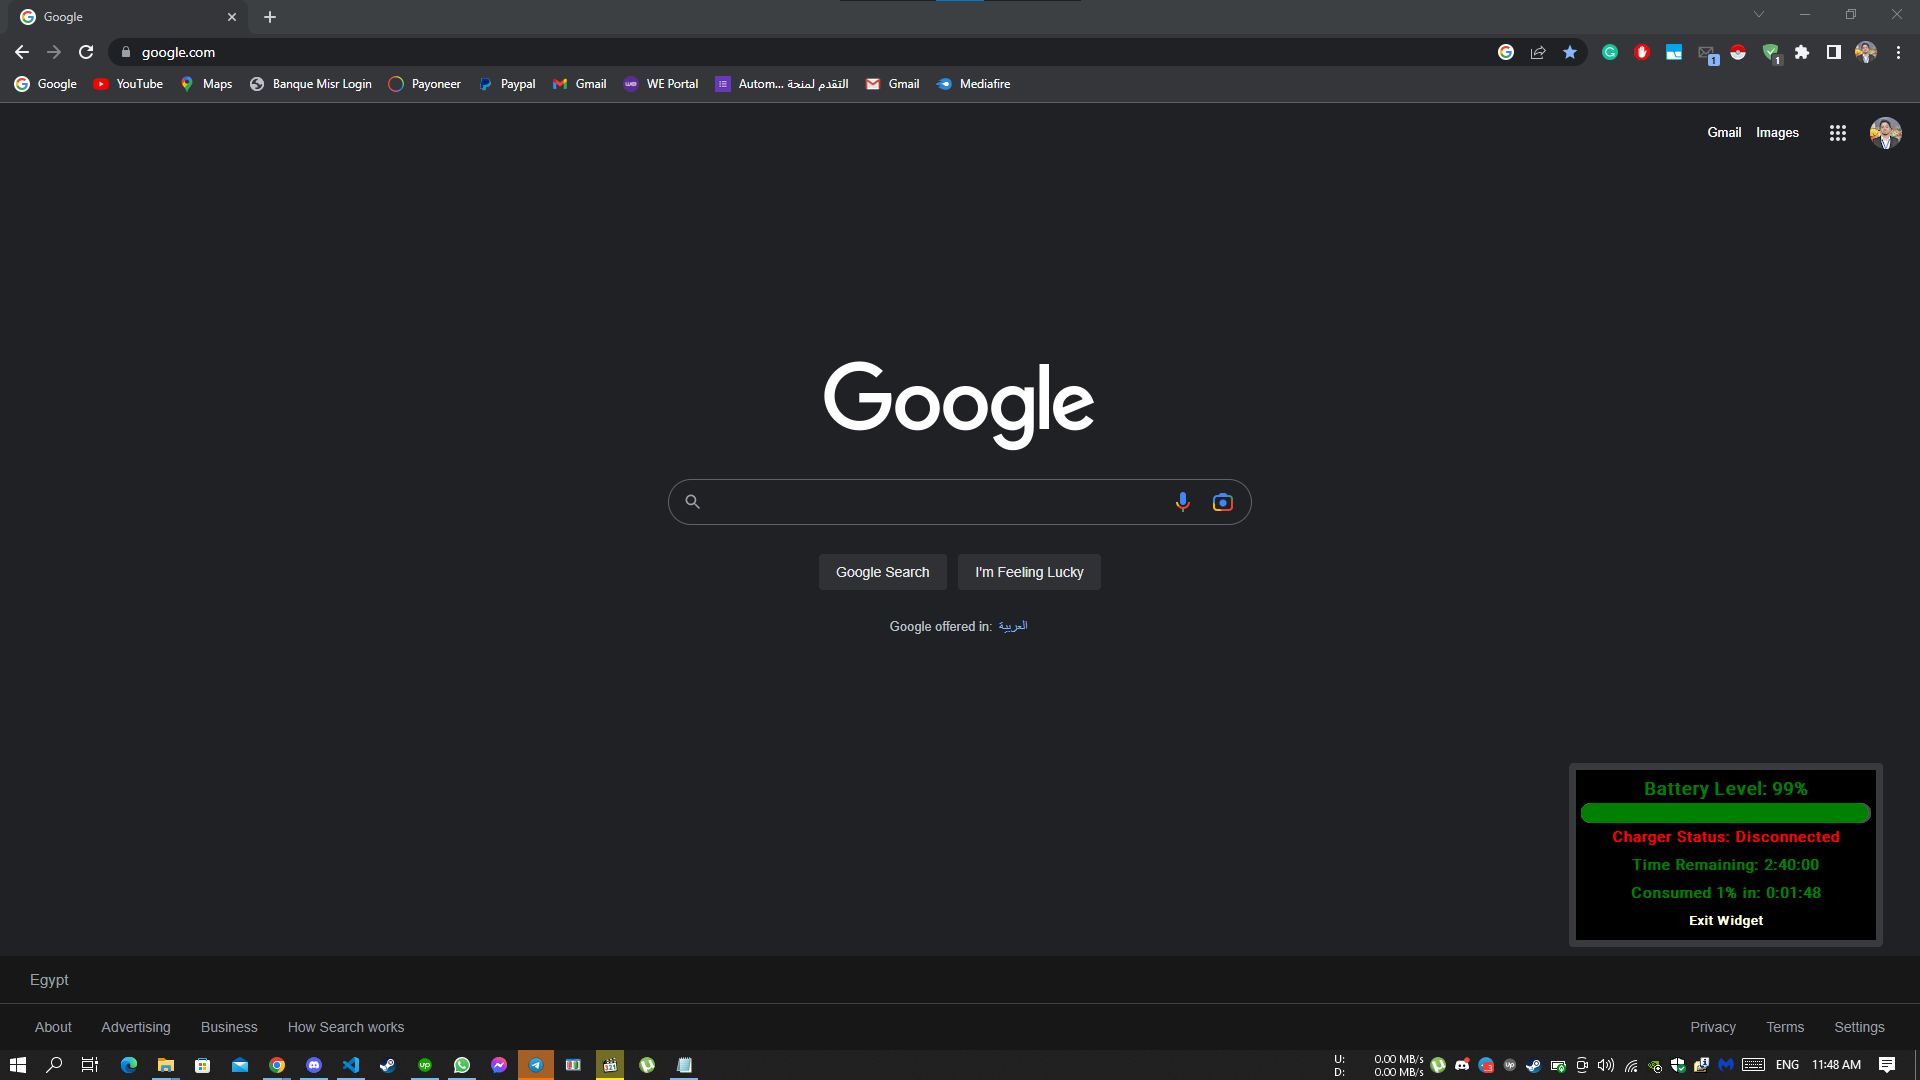 Google
google.com
1
1
Google YouTube Maps Banque Misr Login Payoneer Paypal Gmail WE Portal Autom... التقدم لمنحة Gmail Mediafire
Gmail Images
Google
Google Search I'm Feeling Lucky
Google offered in: العربية
Battery Level: 99%
Charger Status: Disconnected
Time Remaining: 2:40:00
Consumed 1% in: 0:01:48
Exit Widget
Egypt
About Advertising Business How Search works Privacy Terms Settings
U: 0.00 MB/s
D: 0.00 MB/s
ENG 11:48 AM